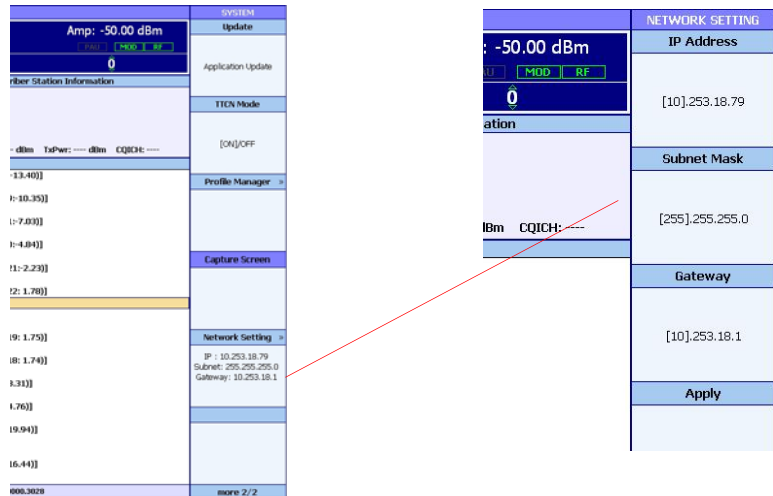 SYSTEM
Amp: -50.00 dBm
PAU MOD RF
0
Update
Application Update
riber Station Information
TTCN Mode
[ON]/OFF
- dBm TxPwr: ---- dBm CQICH: ----
-13.40)]
Profile Manager »
):-10.35)]
:-7.03)]
):-4.84)]
Capture Screen
21:-2.23)]
22: 1.78)]
19: 1.75)]
Network Setting »
18: 1.74)]
IP : 10.253.18.79
Subnet: 255.255.255.0
Gateway: 10.253.18.1
3.31)]
4.76)]
19.94)]
16.44)]
000.3028
more 2/2
NETWORK SETTING
: -50.00 dBm
AU MOD RF
0
IP Address
[10].253.18.79
ation
Subnet Mask
[255].255.255.0
dBm CQICH: ----
Gateway
[10].253.18.1
Apply